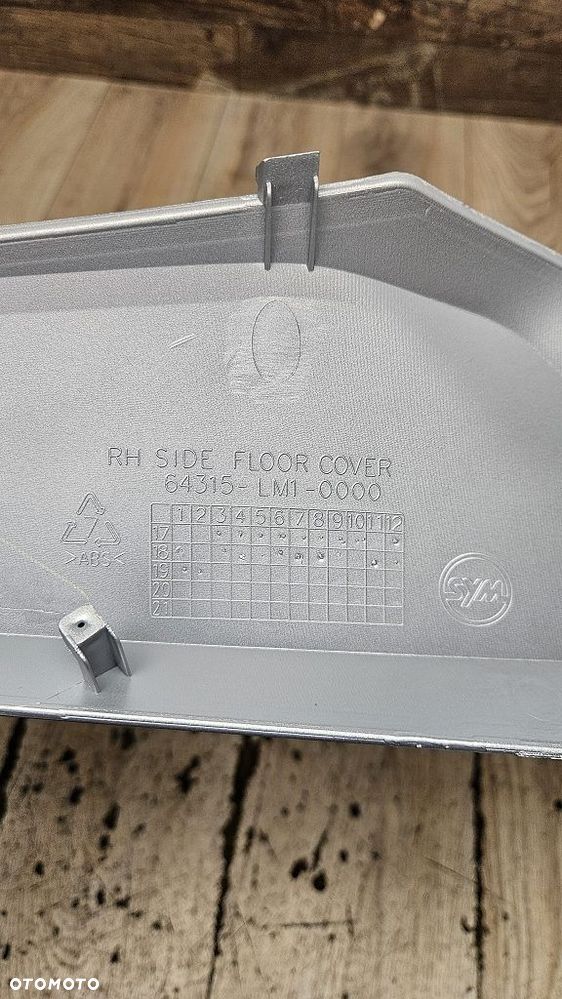 RH SIDE FLOOR COVER
64315-LM1-0000
1 2 3 4 5 6 7 8 9 10 11 12
17
18
19
20
21
>ABS<
SYM
OTOMOTO